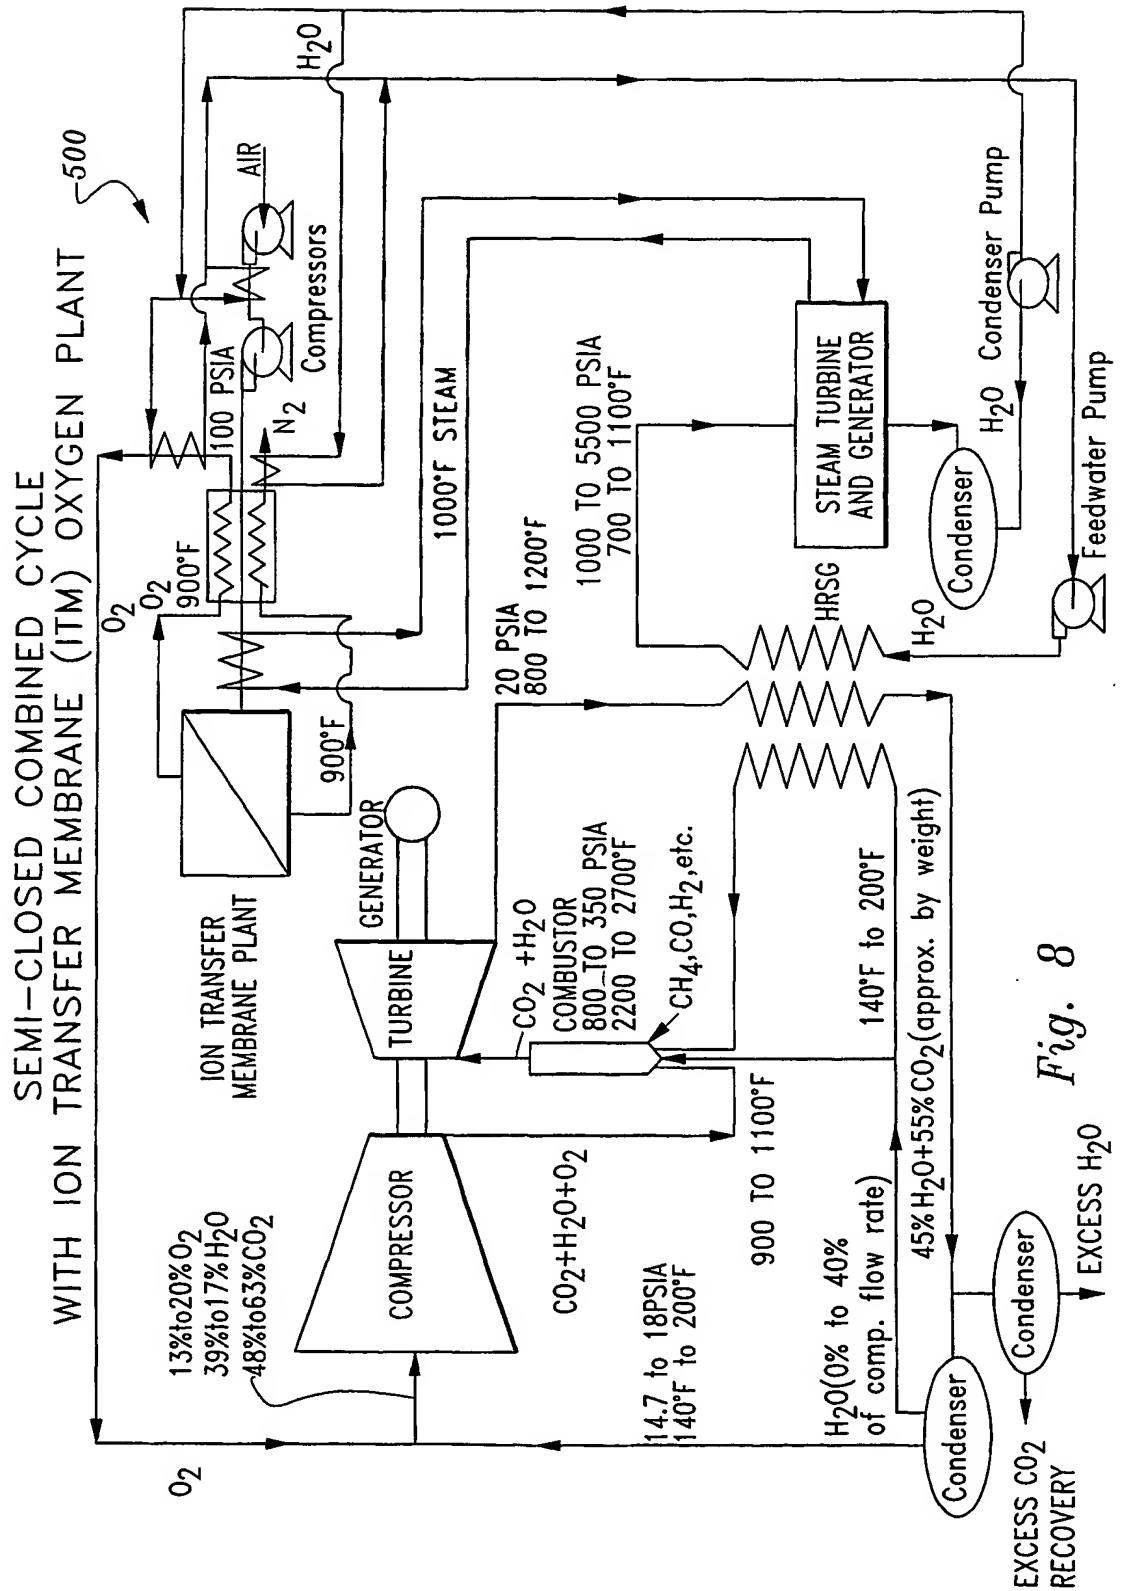 SEMI-CLOSED COMBINED CYCLE
WITH ION TRANSFER MEMBRANE (ITM) OXYGEN PLANT
500
O2
O2
900°F
100 PSIA
AIR
H2O
N2
Compressors
ION TRANSFER
MEMBRANE PLANT
900°F
1000°F STEAM
GENERATOR
13%to20%O2
39%to17%H2O
48%to63%CO2
O2
COMPRESSOR
TURBINE
CO2 +H2O
COMBUSTOR
800 TO 350 PSIA
2200 TO 2700°F
CH4,CO,H2,etc.
20 PSIA
800 TO 1200°F
1000 TO 5500 PSIA
700 TO 1100°F
CO2+H2O+O2
900 TO 1100°F
14.7 to 18PSIA
140°F to 200°F
HRSG
STEAM TURBINE
AND GENERATOR
H2O(0% to 40%
of comp. flow rate)
140°F to 200°F
H2O
Condenser
H2O Condenser Pump
45%H2O+55%CO2(approx. by weight)
Condenser
Condenser
Feedwater Pump
EXCESS CO2
RECOVERY
EXCESS H2O
Fig. 8